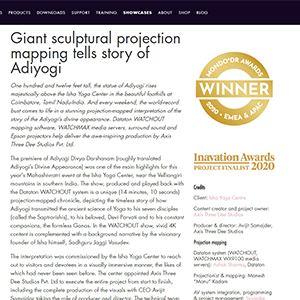 PRODUCTS DOWNLOADS SUPPORT TRAINING SHOWCASES ABOUT SHOP BLOG
Giant sculptural projection
mapping tells story of
Adiyogi
One hundred and twelve feet tall, the statue of Adiyogi rises
majestically above the Isha Yoga Center in the beautiful foothills at
Coimbatore, Tamil Nadu-India. And every weekend, the world-record
bust comes to life in a stunning projection-mapped interpretation of the
story of the Adiyogi's divine appearance. Dataton WATCHOUT
mapping software, WATCHMAX media servers, surround sound and
Epson projectors help deliver the awe-inspiring production by Axis
Three Dee Studios Pvt. Ltd.
The premiere of Adiyogi Divya Darshanam (roughly translated
Adiyogi's Divine Appearance) was one of the main highlights for this
year's Mahashivratri event at the Isha Yoga Center, near the Velliangiri
mountains in southern India. The show, produced and played back with
the Dataton WATCHOUT system is a unique (14 minutes, 10 seconds)
projection-mapped chronicle, depicting the timeless story of how
Adiyogi transmitted the ancient science of Yoga to his seven disciples
(called the Saptarishis), to his beloved, Devi Parvati and to his constant
companions, the formless Ganas. In the WATCHOUT show, vivid 4K
content is complemented with a background narrative by the visionary
founder of Isha himself, Sadhguru Jaggi Vasudev.
The interpretation was commissioned by the Isha Yoga Center to reach
out to visitors and devotees in a visually immersive manner, the likes of
which had never been seen before. The center appointed Axis Three
Dee Studios Pvt. Ltd to execute the entire project from start to finish,
including the complete production of the visuals with CEO Avijit
Samajdar taking the role of producer and director. The technical team
MONDO*DR AWARDS
WINNER
2020 • EMEA & APAC
Inavation Awards
PROJECT FINALIST 2020
Credits
Client: Isha Yoga Centre
Content creator and project owner:
Axis Three Dee Studios
Producer & director: Avijit Samajder,
Axis Three Dee Studios
Projection mapping
Dataton system (WATCHOUT,
WATCHMAX, WATCHPAX media
servers): Ashok Sharma, Dataton
Projectionist & mapping: Marwah
"Manu" Kadam
AV system integration, programming
& project management: